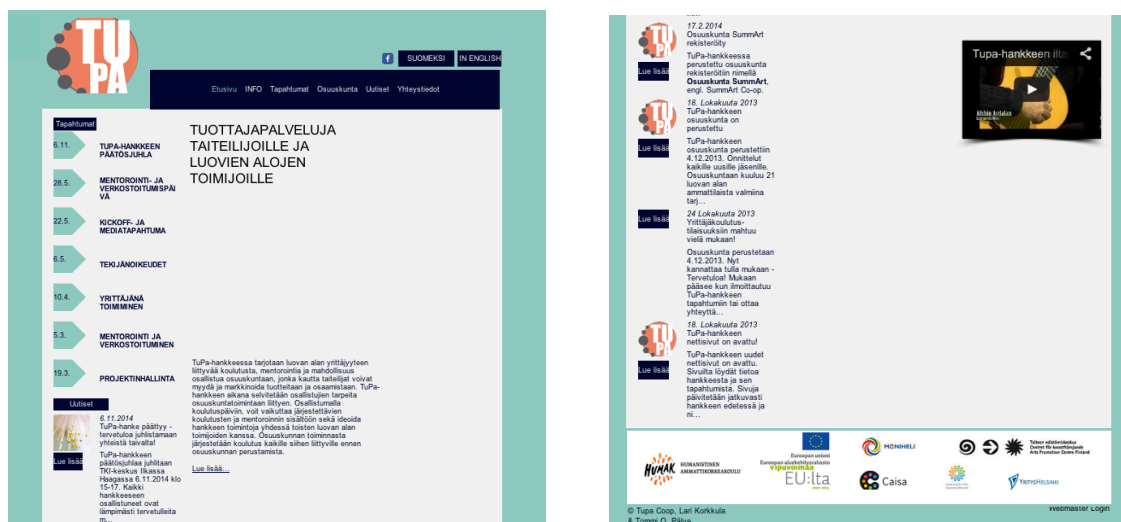 TUPA
SUOMEKSI
IN ENGLISH
Etusivu INFO Tapahtumat Osuuskunta Uutiset Yhteystiedot
Tapahtumat
6.11.
TUPA-HANKKEEN
PÄÄTÖSJUHLA
28.5.
MENTOROINTI- JA
VERKOSTOITUMISPÄI
VÄ
22.5.
KICKOFF- JA
MEDIATAPAHTUMA
6.5.
TEKIJÄNOIKEUDET
10.4.
YRITTÄJÄNÄ
TOIMIMINEN
5.3.
MENTOROINTI JA
VERKOSTOITUMINEN
19.3.
PROJEKTINHALLINTA
Uutiset
6.11.2014
TuPa-hanke päättyy -
tervetuloa juhlistamaan
yhteistä taivalta!
Lue lisää
TuPa-hankkeen
päätösjuhlaa juhlitaan
TKI-keskus Ilkassa
Haagassa 6.11.2014 klo
15-17. Kaikki
hankkeeseen
osallistuneet ovat
lämpimästi tervetulleita
m...
TUOTTAJAPALVELUJA
TAITEILIJOILLE JA
LUOVIEN ALOJEN
TOIMIJOILLE
TuPa-hankkeessa tarjotaan luovan alan yrittäjyyteen
liittyvää koulutusta, mentorointia ja mahdollisuus
osallistua osuuskuntaan, jonka kautta taiteilijat voivat
myydä ja markkinoida tuotteitaan ja osaamistaan. TuPa-
hankkeen aikana selvitetään osallistujien tarpeita
osuuskuntatoimintaan liittyen. Osallistumalla
koulutuspäiviin, voit vaikuttaa järjestettävien
koulutusten ja mentoroinnin sisältöön sekä ideoida
hankkeen toimintoja yhdessä toisten luovan alan
toimijoiden kanssa. Osuuskunnan toiminnasta
järjestetään koulutus kaikille siihen liittyville ennen
osuuskunnan perustamista.
Lue lisää...
TUPA
17.2.2014
Osuuskunta SummArt
rekisteröity
Lue lisää
TuPa-hankkeessa
perustettu osuuskunta
rekisteröitiin nimellä
Osuuskunta SummArt,
engl. SummArt Co-op.
TUPA
18. Lokakuuta 2013
TuPa-hankkeen
osuuskunta on
perustettu
Lue lisää
TuPa-hankkeen
osuuskunta perustettiin
4.12.2013. Onnittelut
kaikille uusille jäsenille.
Osuuskuntaan kuuluu 21
luovan alan
ammattilaista valmiina
tarj...
Lue lisää
24 Lokakuuta 2013
Yrittäjäkoulutus-
tilaisuuksiin mahtuu
vielä mukaan!
Osuuskunta perustetaan
4.12.2013. Nyt
kannattaa tulla mukaan -
Tervetuloa! Mukaan
pääsee kun ilmoittautuu
TuPa-hankkeen
tapahtumiin tai ottaa
yhteyttä...
TUPA
18. Lokakuuta 2013
TuPa-hankkeen
nettisivut on avattu!
Lue lisää
TuPa-hankkeen uudet
nettisivut on avattu.
Sivuilta löydät tietoa
hankkeesta ja sen
tapahtumista. Sivuja
päivitetään jatkuvasti
hankkeen edetessä ja
ni...
Tupa-hankkeen ilta
HUMAK
HUMANISTINEN
AMMATTIKORKEAKOULU
Euroopan unioni
Euroopan aluekehitysrahasto
vipuvoimaa
EU:lta
MONIHELI
Caisa
Taiteen edistämiskeskus
Centret för konstfrämjande
Arts Promotion Centre Finland
YRITYSHELSINKI
© Tupa Coop, Lari Korkkula
& Tommi O. Pälve
Webmaster Login